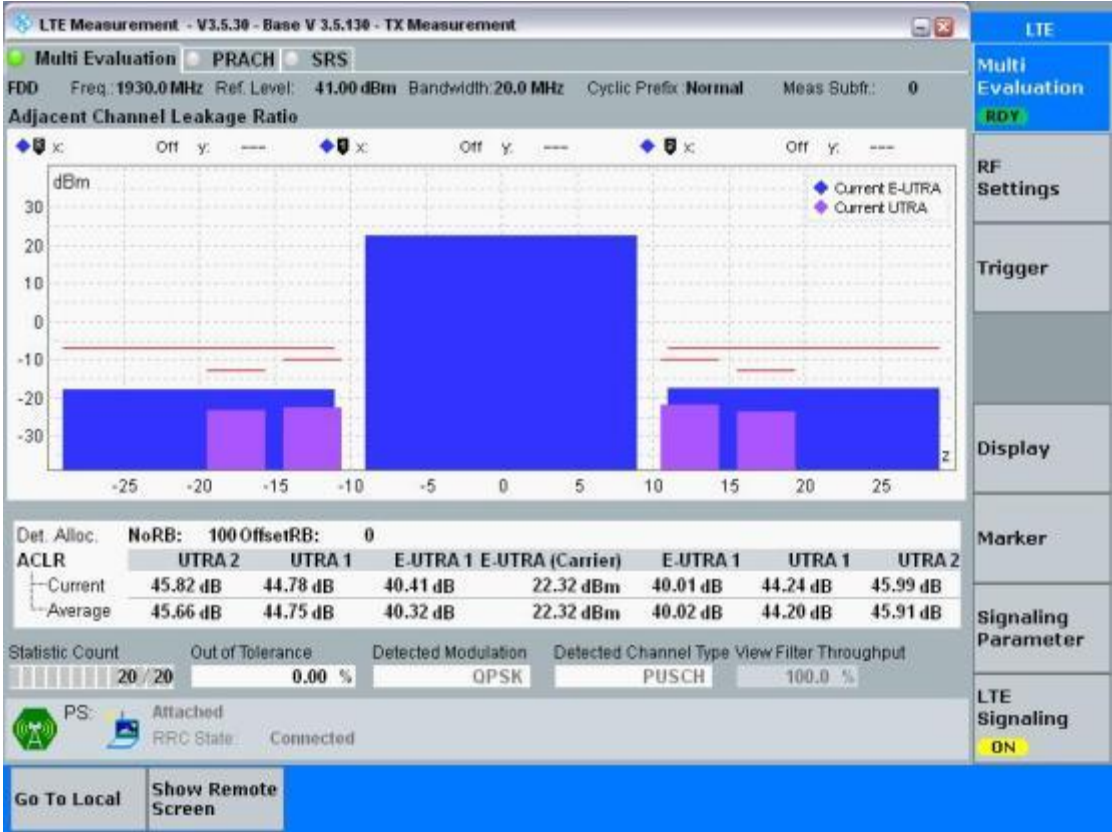 LTE Measurement - V3.5.30 - Base V 3.5.130 - TX Measurement
LTE
Multi Evaluation PRACH SRS
Multi
Evaluation
RDY
FDD Freq.: 1930.0 MHz Ref. Level: 41.00 dBm Bandwidth: 20.0 MHz Cyclic Prefix: Normal Meas Subfr.: 0
Adjacent Channel Leakage Ratio
x: Off y: --- x: Off y: --- x: Off y: ---
dBm
Current E-UTRA
Current UTRA
30
20
10
0
-10
-20
-30
z
-25 -20 -15 -10 -5 0 5 10 15 20 25
RF
Settings
Trigger
Display
Marker
Signaling
Parameter
LTE
Signaling
ON
Det. Alloc. NoRB: 100 OffsetRB: 0
ACLR UTRA 2 UTRA 1 E-UTRA 1 E-UTRA (Carrier) E-UTRA 1 UTRA 1 UTRA 2
Current 45.82 dB 44.78 dB 40.41 dB 22.32 dBm 40.01 dB 44.24 dB 45.99 dB
Average 45.66 dB 44.75 dB 40.32 dB 22.32 dBm 40.02 dB 44.20 dB 45.91 dB
Statistic Count Out of Tolerance Detected Modulation Detected Channel Type View Filter Throughput
20 / 20 0.00 % QPSK PUSCH 100.0 %
PS: Attached
RRC State: Connected
Go To Local
Show Remote
Screen